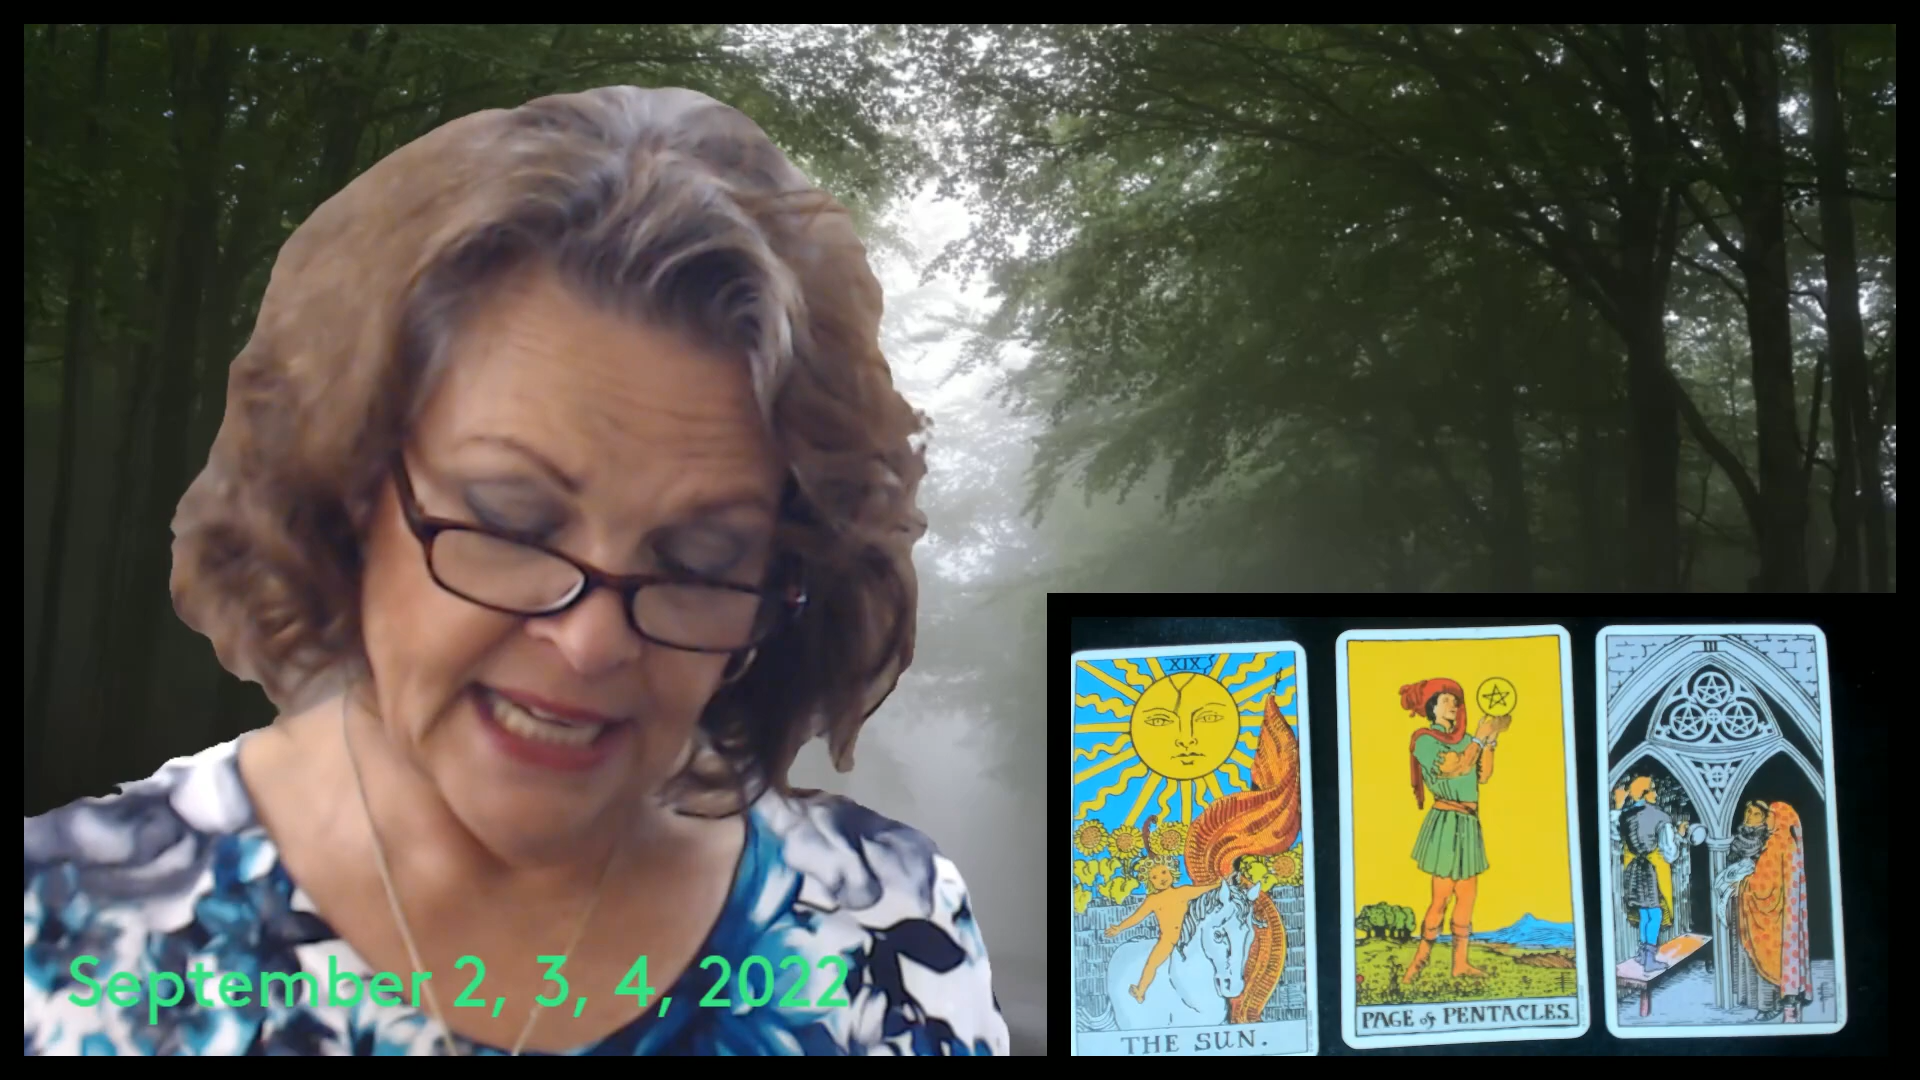 September 2, 3, 4, 2022
XIX
THE SUN.
PAGE of PENTACLES.
III